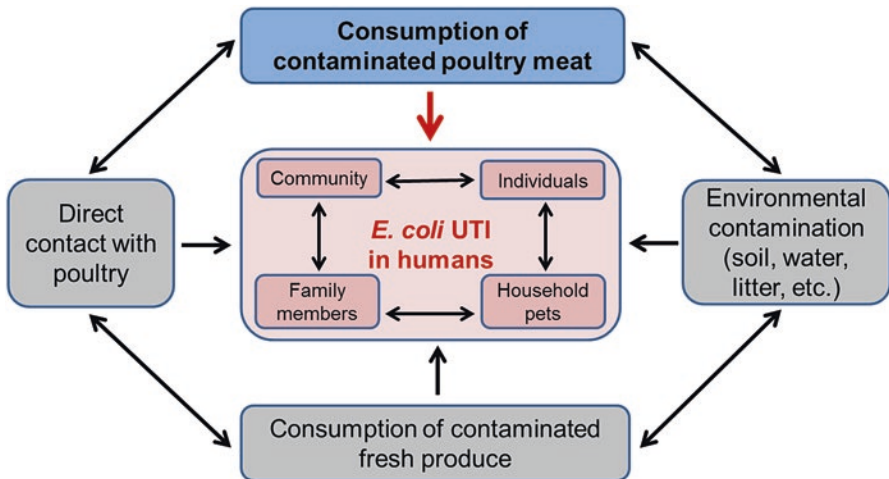 Consumption of
contaminated poultry meat
Community
Individuals
Direct
contact with
poultry
E. coli UTI
in humans
Environmental
contamination
(soil, water,
litter, etc.)
Family
members
Household
pets
Consumption of contaminated
fresh produce